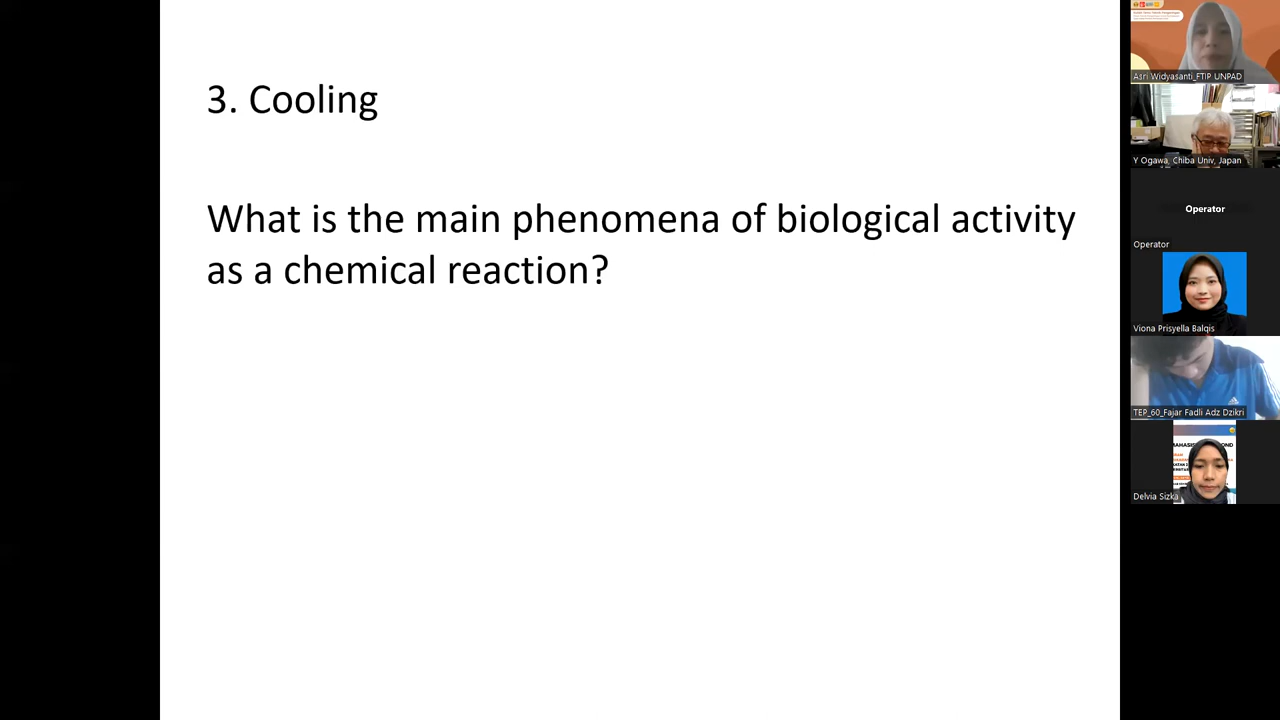 3. Cooling
What is the main phenomena of biological activity
as a chemical reaction?
Asri Widyasanti_FTIP UNPAD
Y Ogawa, Chiba Univ, Japan
Operator
Operator
Viona Prisyella Balqis
TEP_60_Fajar Fadli Adz Dzikri
Delvia Sizka